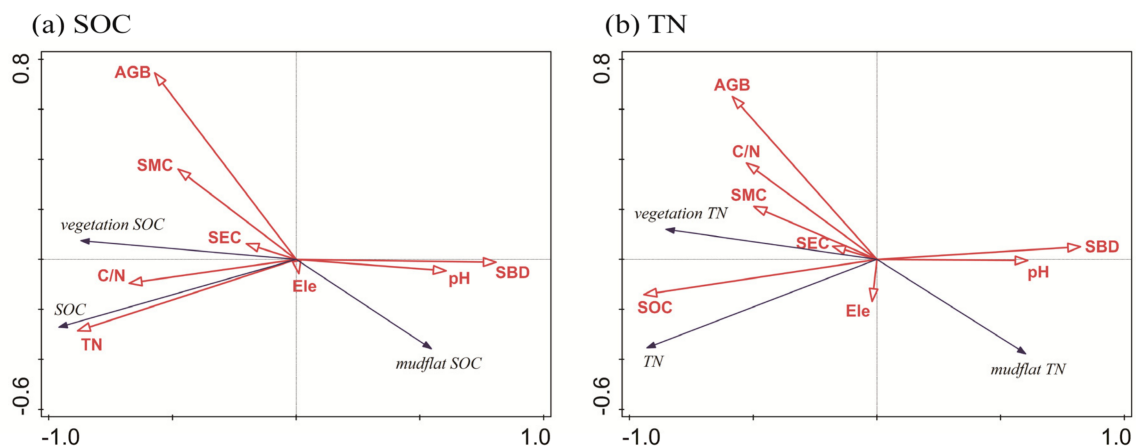 (a) SOC
0.8
AGB
SMC
vegetation SOC
SEC
C/N
Ele
SBD
pH
SOC
TN
mudflat SOC
-0.6
-1.0
1.0
(b) TN
0.8
AGB
C/N
SMC
vegetation TN
SEC
SBD
pH
SOC
Ele
TN
mudflat TN
-0.6
-1.0
1.0